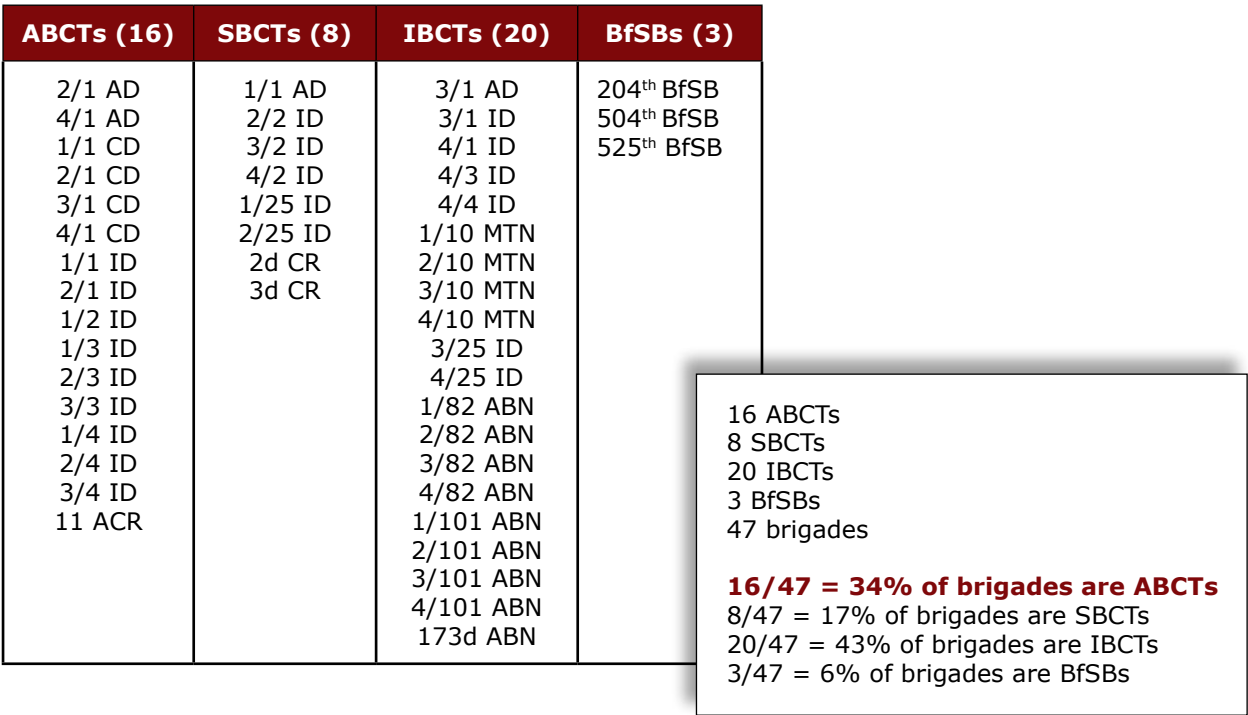 ABCTs (16)
2/1 AD
4/1 AD
1/1 CD
2/1 CD
3/1 CD
4/1 CD
1/1 ID
2/1 ID
1/2 ID
1/3 ID
2/3 ID
3/3 ID
1/4 ID
2/4 ID
3/4 ID
11 ACR
SBCTs (8)
1/1 AD
2/2 ID
3/2 ID
4/2 ID
1/25 ID
2/25 ID
2d CR
3d CR
IBCTs (20)
3/1 AD
3/1 ID
4/1 ID
4/3 ID
4/4 ID
1/10 MTN
2/10 MTN
3/10 MTN
4/10 MTN
3/25 ID
4/25 ID
1/82 ABN
2/82 ABN
3/82 ABN
4/82 ABN
1/101 ABN
2/101 ABN
3/101 ABN
4/101 ABN
173d ABN
BfSBs (3)
204th BfSB
504th BfSB
525th BfSB
16 ABCTs
8 SBCTs
20 IBCTs
3 BfSBs
47 brigades
16/47 = 34% of brigades are ABCTs
8/47 = 17% of brigades are SBCTs
20/47 = 43% of brigades are IBCTs
3/47 = 6% of brigades are BfSBs